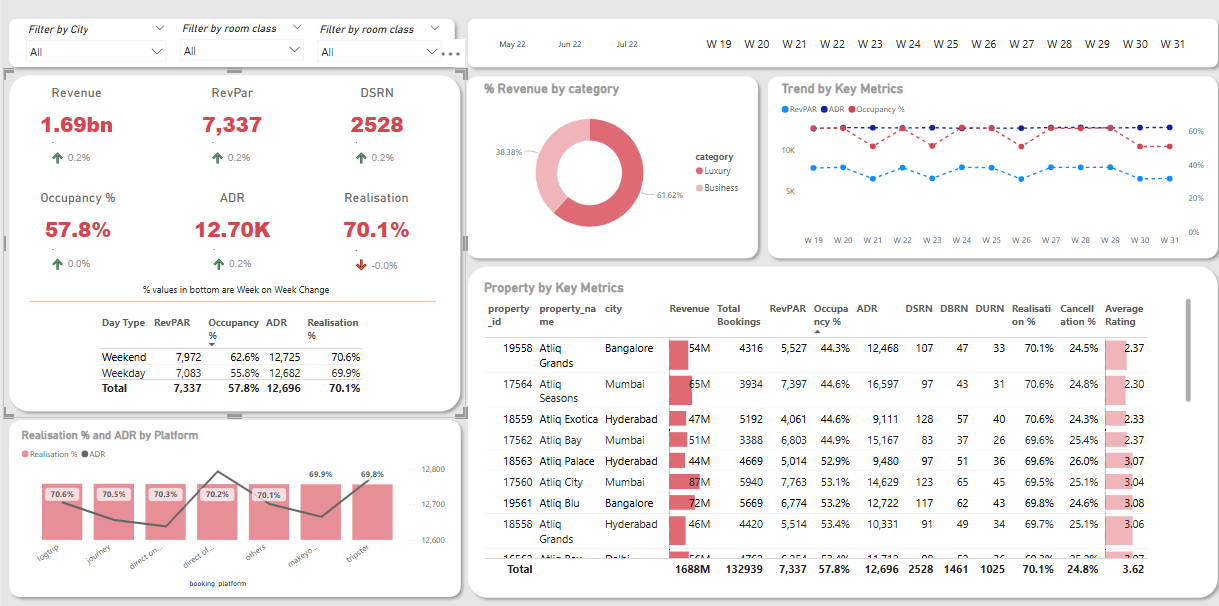 Filter by City
Filter by room class
Filter by room class
All
All
All
May 22 Jun 22 Jul 22 W 19 W 20 W 21 W 22 W 23 W 24 W 25 W 26 W 27 W 28 W 29 W 30 W 31
Revenue RevPar DSRN
1.69bn 7,337 2528
0.2% 0.2% 0.2%
Occupancy % ADR Realisation
57.8% 12.70K 70.1%
0.0% 0.2% -0.0%
% values in bottom are Week on Week Change
Day Type RevPAR Occupancy % ADR Realisation %
Weekend 7,972 62.6% 12,725 70.6%
Weekday 7,083 55.8% 12,682 69.9%
Total 7,337 57.8% 12,696 70.1%
Realisation % and ADR by Platform
Realisation % ADR
69.9% 69.8%
70.6% 70.5% 70.3% 70.2% 70.1%
12,800
12,700
12,600
logtrip journey direct on... direct of... others makeyo... tripster
booking_platform
% Revenue by category
38.38%
61.62%
category
Luxury
Business
Trend by Key Metrics
RevPAR ADR Occupancy %
10K
5K
60%
40%
20%
0%
W 19 W 20 W 21 W 22 W 23 W 24 W 25 W 26 W 27 W 28 W 29 W 30 W 31
Property by Key Metrics
property property_na city Revenue Total RevPAR Occupa ADR DSRN DBRN DURN Realisati Cancell Average
_id me Bookings ncy % on % ation % Rating
19558 Atliq Bangalore 54M 4316 5,527 44.3% 12,468 107 47 33 70.1% 24.5% 2.37
Grands
17564 Atliq Mumbai 65M 3934 7,397 44.6% 16,597 97 43 31 70.6% 24.8% 2.30
Seasons
18559 Atliq Exotica Hyderabad 47M 5192 4,061 44.6% 9,111 128 57 40 70.6% 24.3% 2.33
17562 Atliq Bay Mumbai 51M 3388 6,803 44.9% 15,167 83 37 26 69.6% 25.4% 2.37
18563 Atliq Palace Hyderabad 44M 4669 5,014 52.9% 9,480 97 51 36 69.6% 26.0% 3.07
17560 Atliq City Mumbai 87M 5940 7,763 53.1% 14,629 123 65 45 69.5% 25.1% 3.04
19561 Atliq Blu Bangalore 72M 5669 6,774 53.2% 12,722 117 62 43 69.8% 24.6% 3.08
18558 Atliq Hyderabad 46M 4420 5,514 53.4% 10,331 91 49 34 69.7% 25.1% 3.06
Grands
Total 1688M 132939 7,337 57.8% 12,696 2528 1461 1025 70.1% 24.8% 3.62